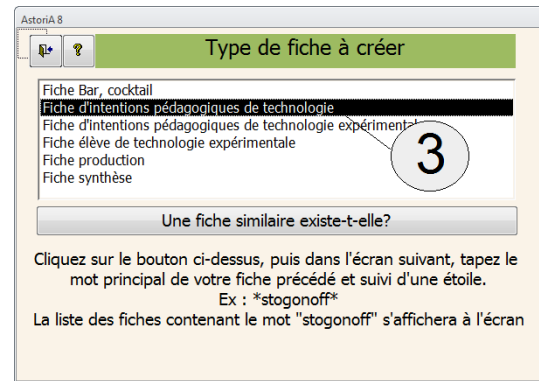 AstoriA 8
?
Type de fiche à créer
Fiche Bar, cocktail
Fiche d'intentions pédagogiques de technologie
Fiche d'intentions pédagogiques de technologie expérimentale
Fiche élève de technologie expérimentale
Fiche production
Fiche synthèse
3
Une fiche similaire existe-t-elle?
Cliquez sur le bouton ci-dessus, puis dans l'écran suivant, tapez le
mot principal de votre fiche précédé et suivi d'une étoile.
Ex : *stogonoff*
La liste des fiches contenant le mot "stogonoff" s'affichera à l'écran